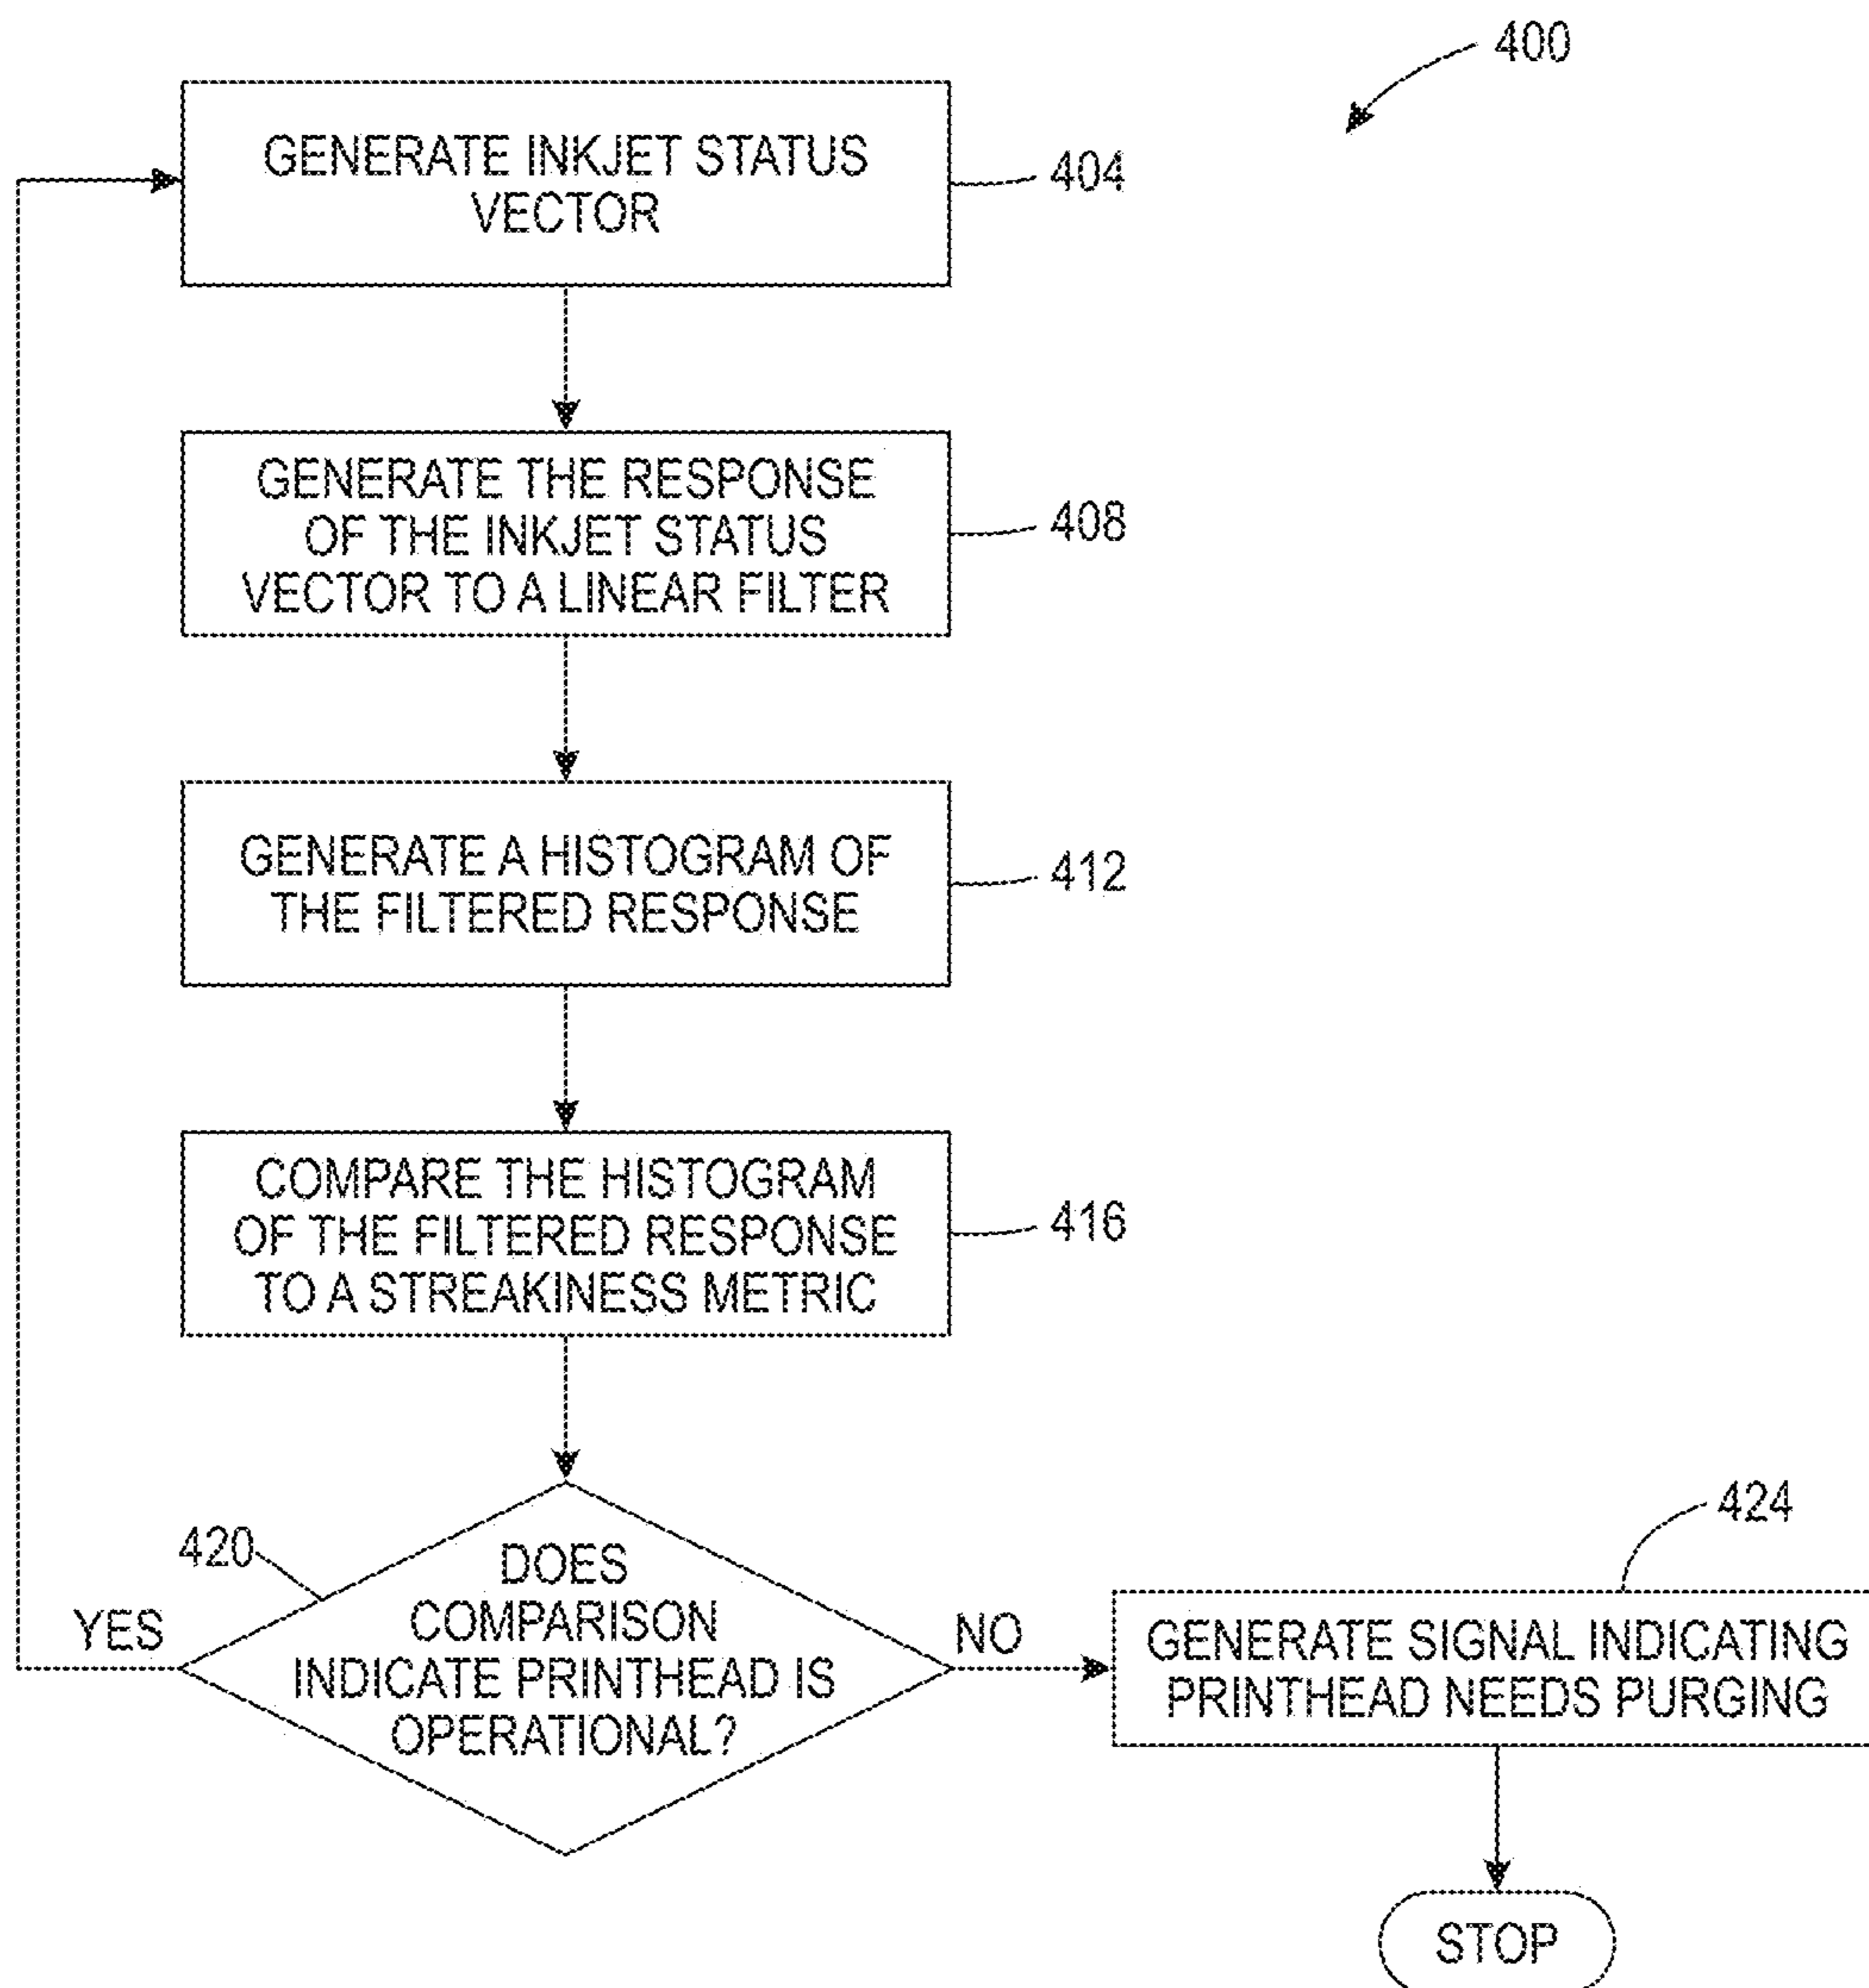 400
GENERATE INKJET STATUS
VECTOR
404
GENERATE THE RESPONSE
OF THE INKJET STATUS
VECTOR TO A LINEAR FILTER
408
GENERATE A HISTOGRAM OF
THE FILTERED RESPONSE
412
COMPARE THE HISTOGRAM
OF THE FILTERED RESPONSE
TO A STREAKINESS METRIC
416
420
DOES
COMPARISON
INDICATE PRINTHEAD IS
OPERATIONAL?
YES
NO
424
GENERATE SIGNAL INDICATING
PRINTHEAD NEEDS PURGING
STOP